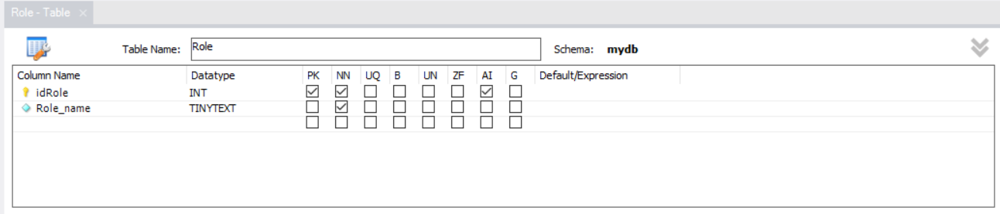 Role - Table ×
Table Name: Role Schema: mydb
Column Name Datatype PK NN UQ B UN ZF AI G Default/Expression
idRole INT
Role_name TINYTEXT